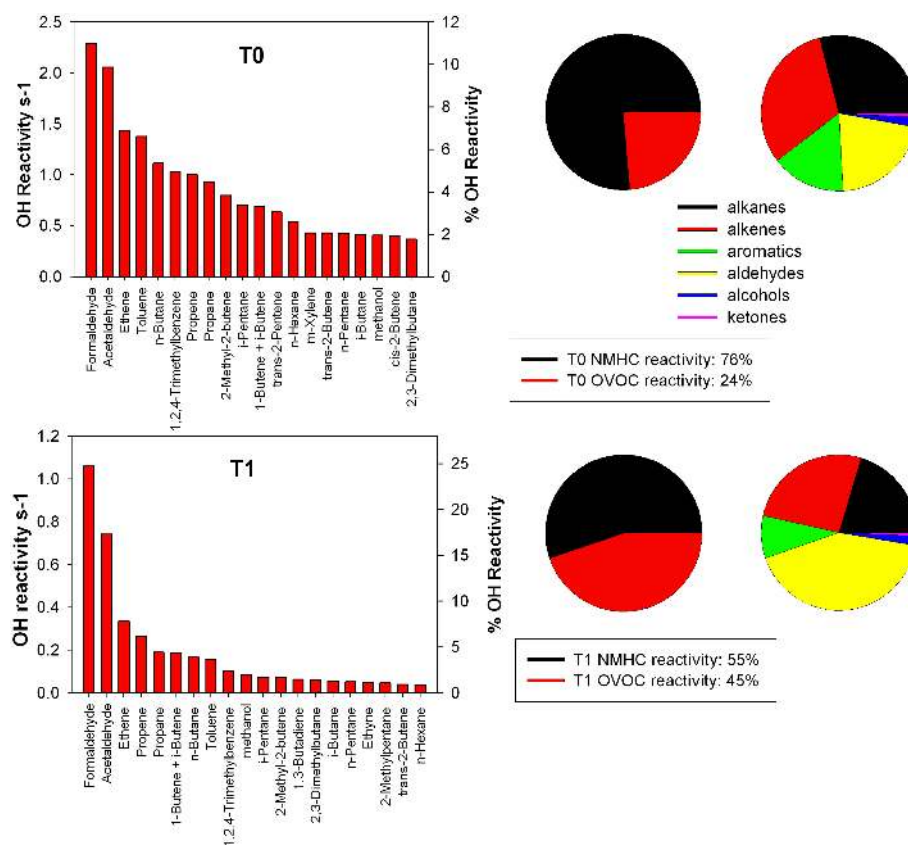 T0
OH Reactivity s-1
2.5
2.0
1.5
1.0
0.5
0.0
12
10
8
6
4
2
0
% OH Reactivity
Formaldehyde
Acetaldehyde
Ethene
Toluene
n-Butane
1,2,4-Trimethylbenzene
Propene
Propane
2-Methyl-2-butene
i-Pentane
1-Butene + i-Butene
trans-2-Pentene
n-Hexane
m-Xylene
trans-2-Butene
n-Pentane
i-Butane
methanol
cis-2-Butene
2,3-Dimethylbutane
alkanes
alkenes
aromatics
aldehydes
alcohols
ketones
T0 NMHC reactivity: 76%
T0 OVOC reactivity: 24%
T1
OH reactivity s-1
1.2
1.0
0.8
0.6
0.4
0.2
0.0
25
20
15
10
5
0
% OH Reactivity
Formaldehyde
Acetaldehyde
Ethene
Propene
Propane
1-Butene + i-Butene
n-Butane
Toluene
1,2,4-Trimethylbenzene
methanol
i-Pentane
2-Methyl-2-butene
1,3-Butadiene
2,3-Dimethylbutane
i-Butane
n-Pentane
Ethyne
2-Methylpentane
trans-2-Butene
n-Hexane
T1 NMHC reactivity: 55%
T1 OVOC reactivity: 45%